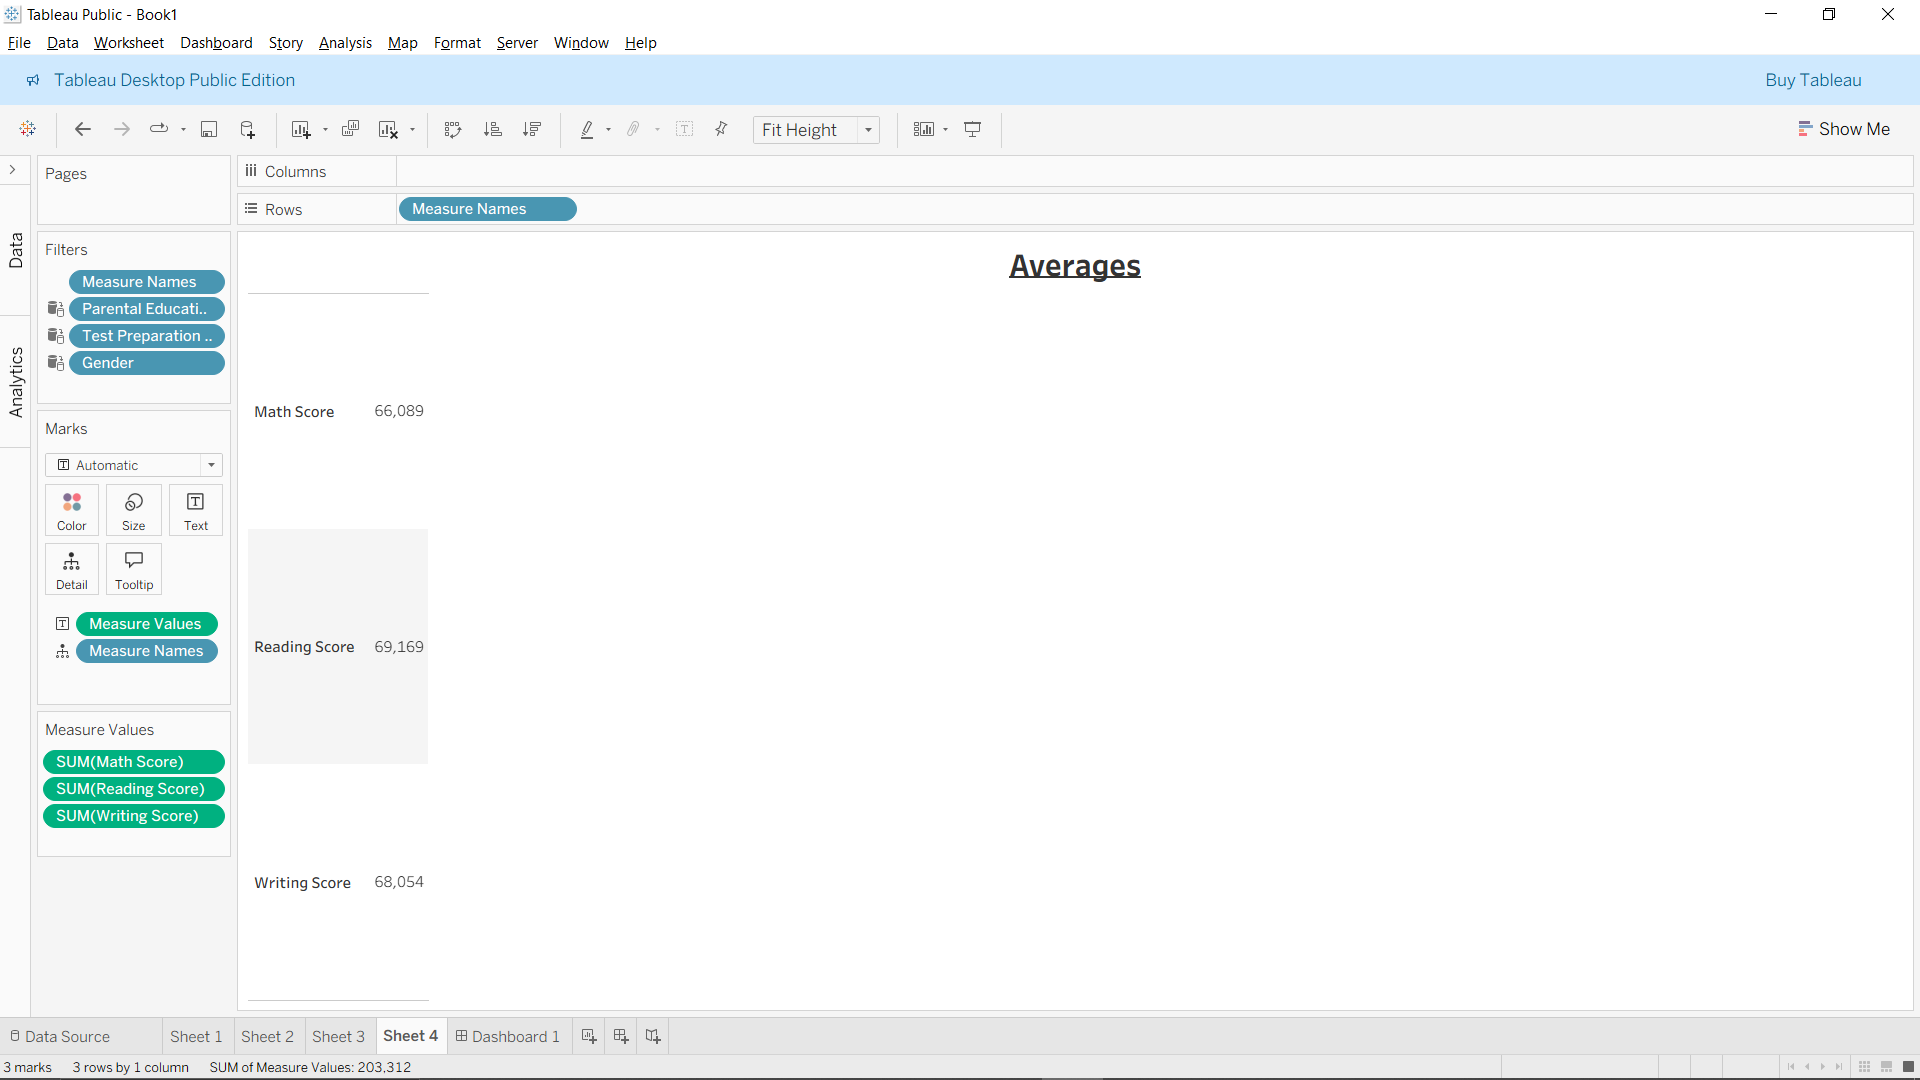 Tableau Public - Book1
File Data Worksheet Dashboard Story Analysis Map Format Server Window Help
Tableau Desktop Public Edition Buy Tableau
Fit Height Show Me
Pages
Columns
Rows Measure Names
Data
Analytics
Filters
Measure Names
Parental Educati..
Test Preparation ..
Gender
Marks
Automatic
Color Size Text
Detail Tooltip
Measure Values
Measure Names
Measure Values
SUM(Math Score)
SUM(Reading Score)
SUM(Writing Score)
Averages
Math Score 66,089
Reading Score 69,169
Writing Score 68,054
Data Source Sheet 1 Sheet 2 Sheet 3 Sheet 4 Dashboard 1
3 marks 3 rows by 1 column SUM of Measure Values: 203,312